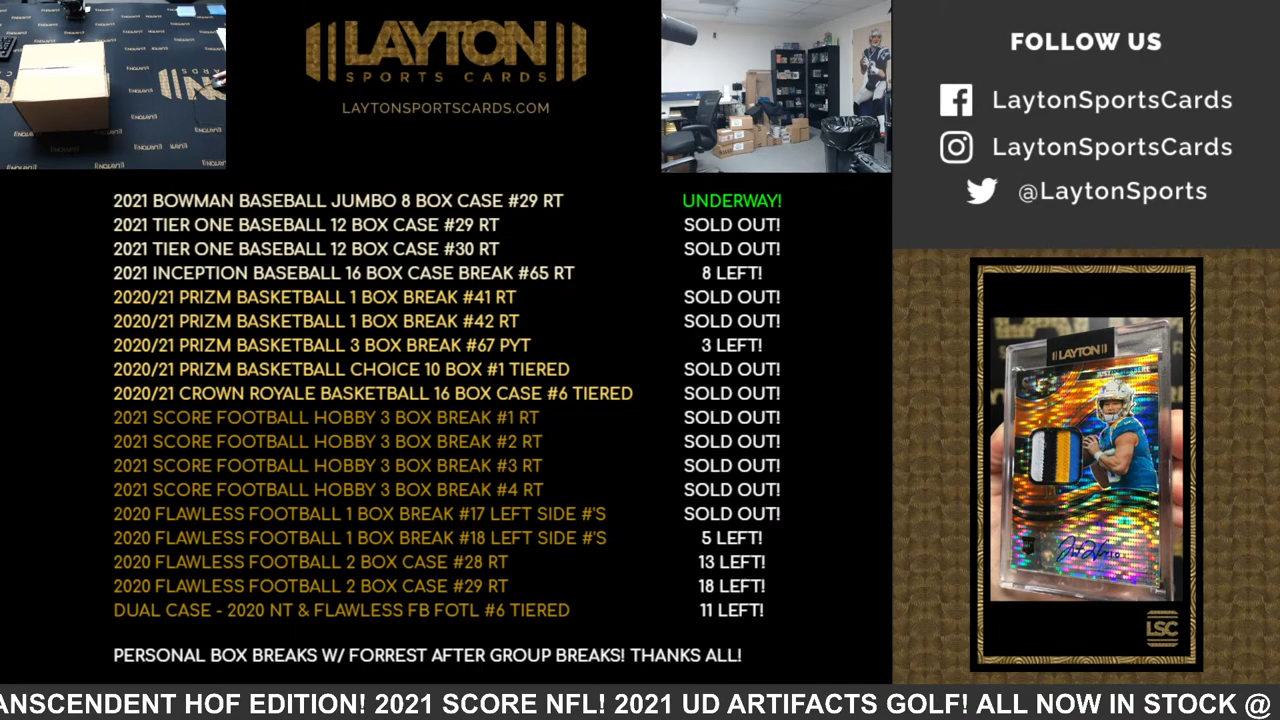 LAYTON
SPORTS CARDS
LAYTONSPORTSCARDS.COM
FOLLOW US
LaytonSportsCards
LaytonSportsCards
@LaytonSports
2021 BOWMAN BASEBALL JUMBO 8 BOX CASE #29 RT UNDERWAY!
2021 TIER ONE BASEBALL 12 BOX CASE #29 RT SOLD OUT!
2021 TIER ONE BASEBALL 12 BOX CASE #30 RT SOLD OUT!
2021 INCEPTION BASEBALL 16 BOX CASE BREAK #65 RT 8 LEFT!
2020/21 PRIZM BASKETBALL 1 BOX BREAK #41 RT SOLD OUT!
2020/21 PRIZM BASKETBALL 1 BOX BREAK #42 RT SOLD OUT!
2020/21 PRIZM BASKETBALL 3 BOX BREAK #67 PYT 3 LEFT!
2020/21 PRIZM BASKETBALL CHOICE 10 BOX #1 TIERED SOLD OUT!
2020/21 CROWN ROYALE BASKETBALL 16 BOX CASE #6 TIERED SOLD OUT!
2021 SCORE FOOTBALL HOBBY 3 BOX BREAK #1 RT SOLD OUT!
2021 SCORE FOOTBALL HOBBY 3 BOX BREAK #2 RT SOLD OUT!
2021 SCORE FOOTBALL HOBBY 3 BOX BREAK #3 RT SOLD OUT!
2021 SCORE FOOTBALL HOBBY 3 BOX BREAK #4 RT SOLD OUT!
2020 FLAWLESS FOOTBALL 1 BOX BREAK #17 LEFT SIDE #'S SOLD OUT!
2020 FLAWLESS FOOTBALL 1 BOX BREAK #18 LEFT SIDE #'S 5 LEFT!
2020 FLAWLESS FOOTBALL 2 BOX CASE #28 RT 13 LEFT!
2020 FLAWLESS FOOTBALL 2 BOX CASE #29 RT 18 LEFT!
DUAL CASE - 2020 NT & FLAWLESS FB FOTL #6 TIERED 11 LEFT!
PERSONAL BOX BREAKS W/ FORREST AFTER GROUP BREAKS! THANKS ALL!
LAYTON
LSC
ANSCENDENT HOF EDITION! 2021 SCORE NFL! 2021 UD ARTIFACTS GOLF! ALL NOW IN STOCK @